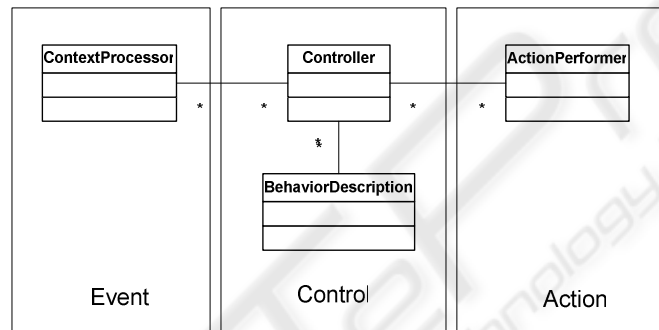 ContextProcessor
Controller
ActionPerformer
* * * *
*
*
BehaviorDescription
Event
Control
Action